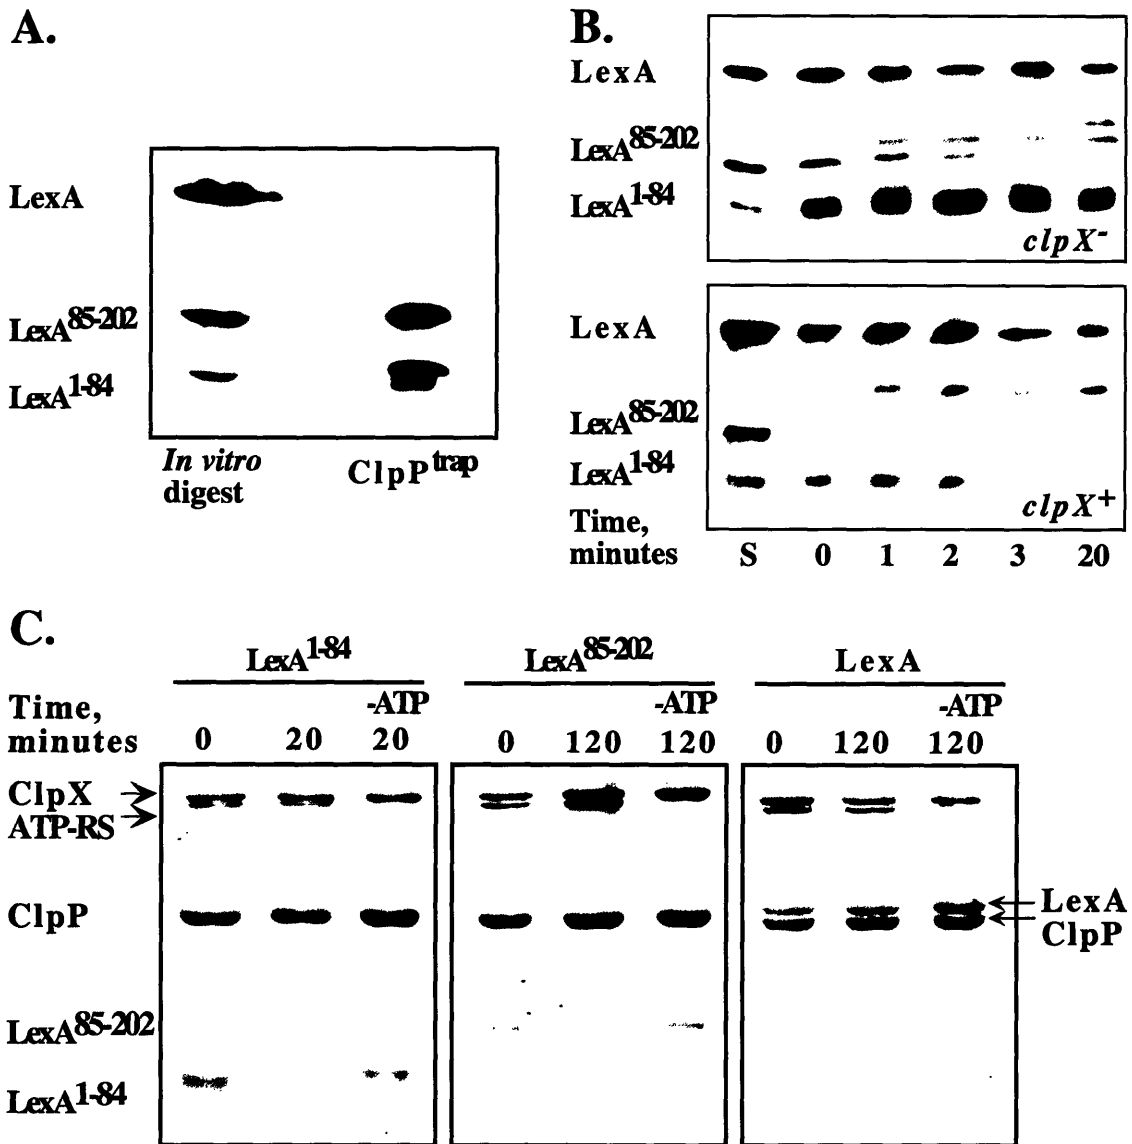 A.
LexA
LexA85-202
LexA1-84
In vitro
digest
ClpPtrap
B.
LexA
LexA85-202
LexA1-84
clpX-
LexA
LexA85-202
LexA1-84
clpX+
Time,
minutes
S 0 1 2 3 20
C.
LexA1-84 LexA85-202 LexA
Time,
minutes
-ATP -ATP -ATP
0 20 20 0 120 120 0 120 120
ClpX
ATP-RS
ClpP
LexA
ClpP
LexA85-202
LexA1-84